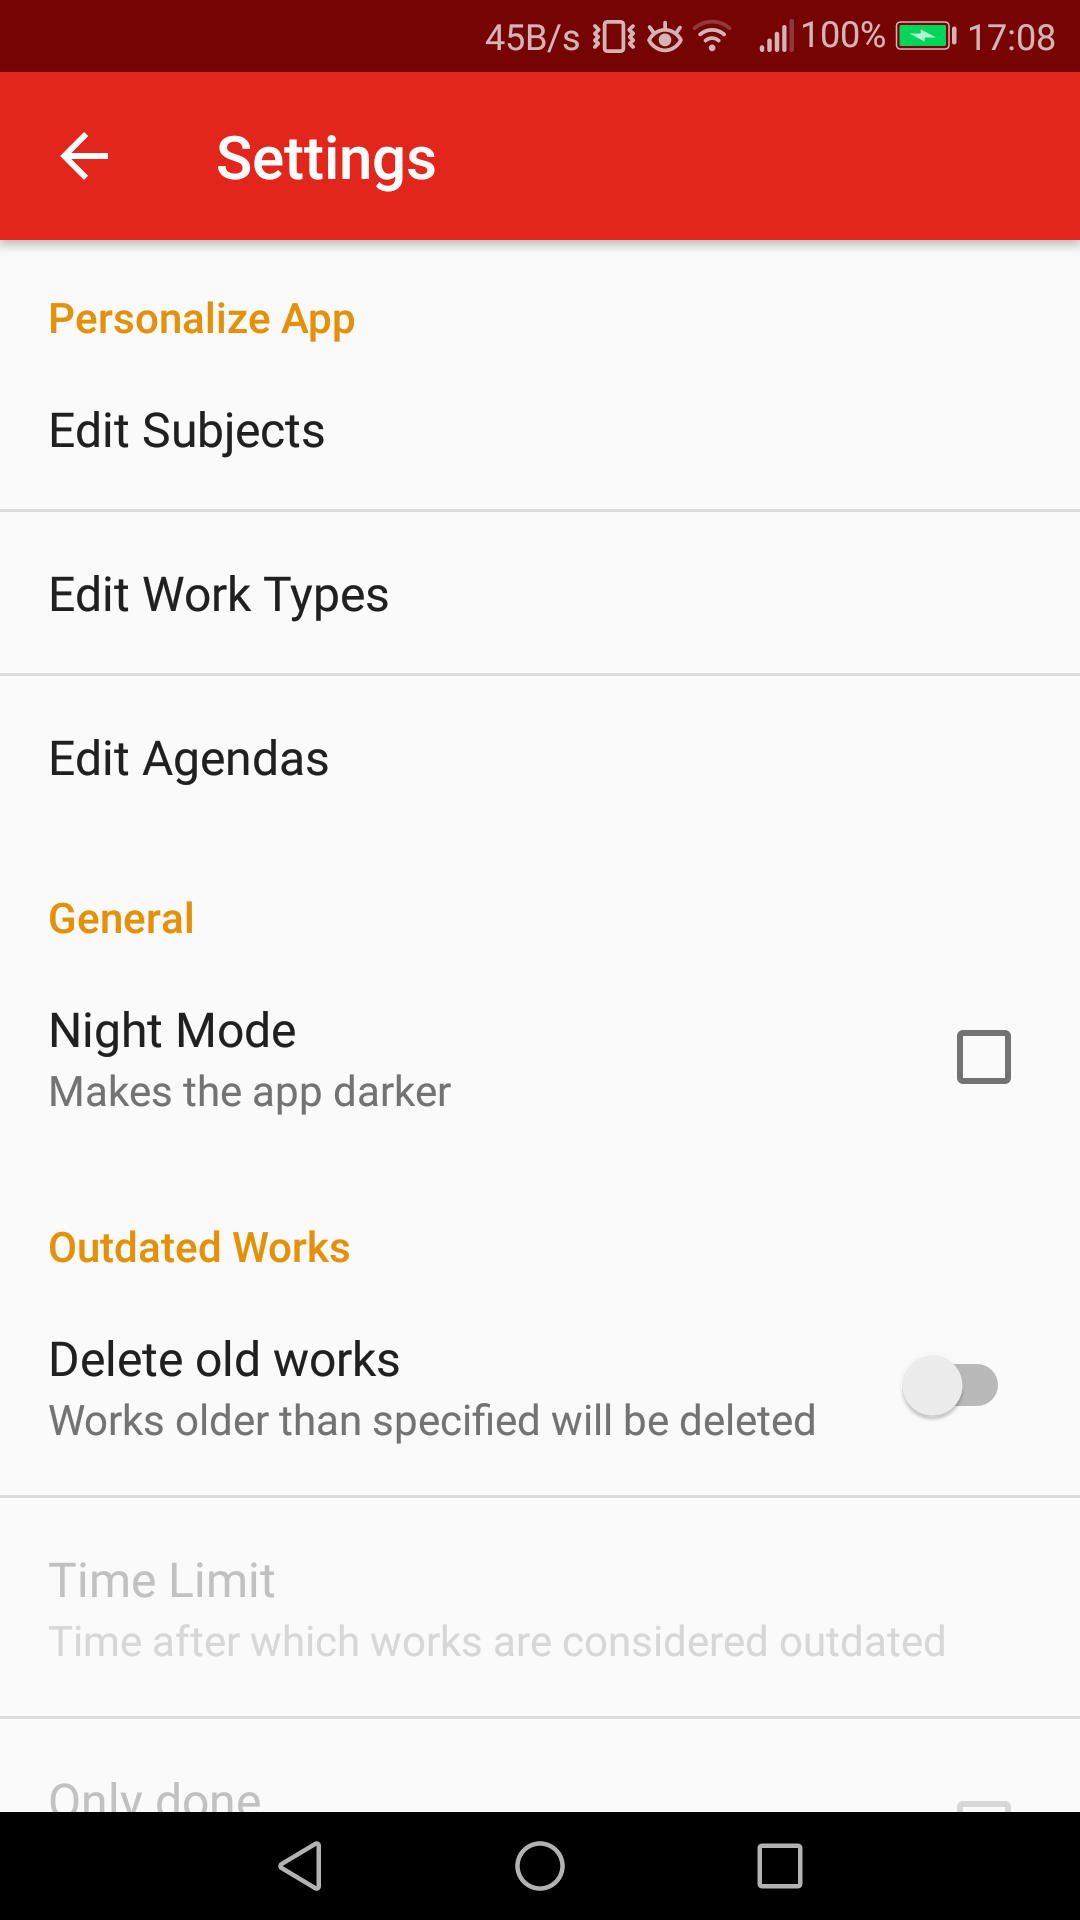 45B/s 100% 17:08
Settings
Personalize App
Edit Subjects
Edit Work Types
Edit Agendas
General
Night Mode
Makes the app darker
Outdated Works
Delete old works
Works older than specified will be deleted
Time Limit
Time after which works are considered outdated
Only done